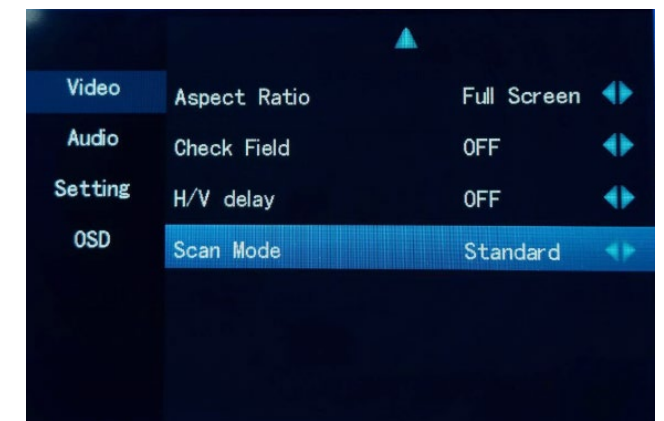 Video
Audio
Setting
OSD
Aspect Ratio Full Screen
Check Field OFF
H/V delay OFF
Scan Mode Standard